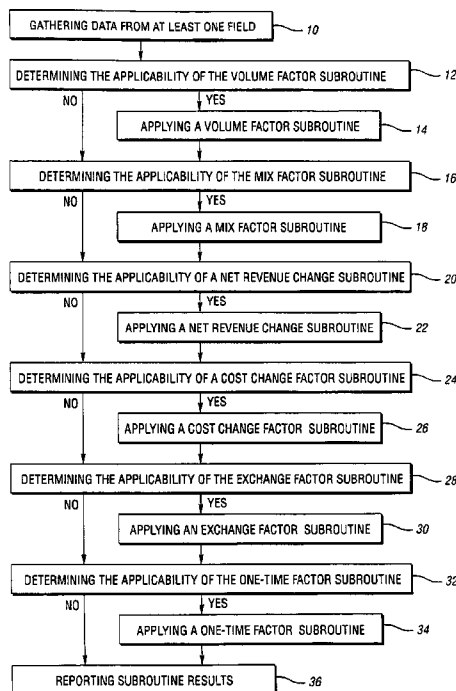 GATHERING DATA FROM AT LEAST ONE FIELD
10
DETERMINING THE APPLICABILITY OF THE VOLUME FACTOR SUBROUTINE
12
NO
YES
APPLYING A VOLUME FACTOR SUBROUTINE
14
DETERMINING THE APPLICABILITY OF THE MIX FACTOR SUBROUTINE
16
NO
YES
APPLYING A MIX FACTOR SUBROUTINE
18
DETERMINING THE APPLICABILITY OF A NET REVENUE CHANGE SUBROUTINE
20
NO
YES
APPLYING A NET REVENUE CHANGE SUBROUTINE
22
DETERMINING THE APPLICABILITY OF A COST CHANGE FACTOR SUBROUTINE
24
NO
YES
APPLYING A COST CHANGE FACTOR SUBROUTINE
26
DETERMINING THE APPLICABILITY OF THE EXCHANGE FACTOR SUBROUTINE
28
NO
YES
APPLYING AN EXCHANGE FACTOR SUBROUTINE
30
DETERMINING THE APPLICABILITY OF THE ONE-TIME FACTOR SUBROUTINE
32
NO
YES
APPLYING A ONE-TIME FACTOR SUBROUTINE
34
REPORTING SUBROUTINE RESULTS
36